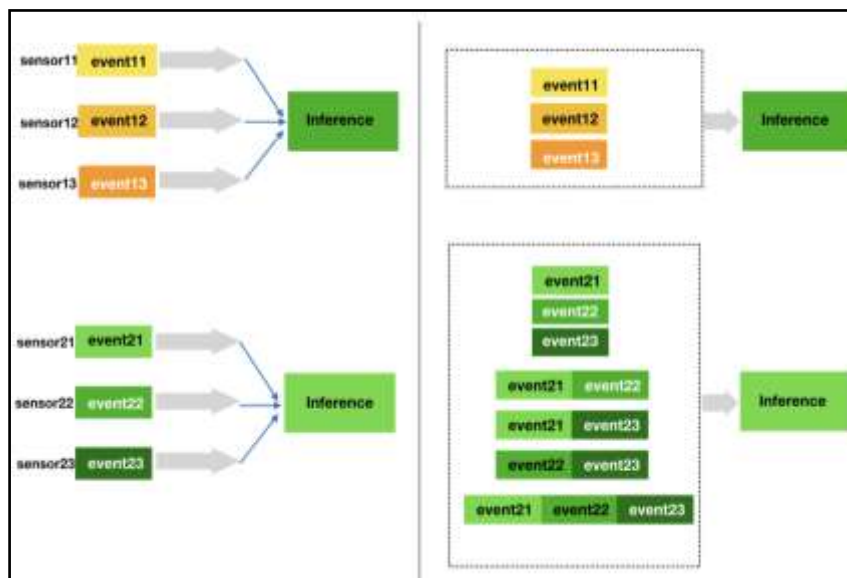 sensor11 event11
sensor12 event12 Inference
sensor13 event13
sensor21 event21
sensor22 event22 Inference
sensor23 event23
event11
event12 Inference
event13
event21
event22
event23
event21 event22 Inference
event21 event23
event22 event23
event21 event22 event23